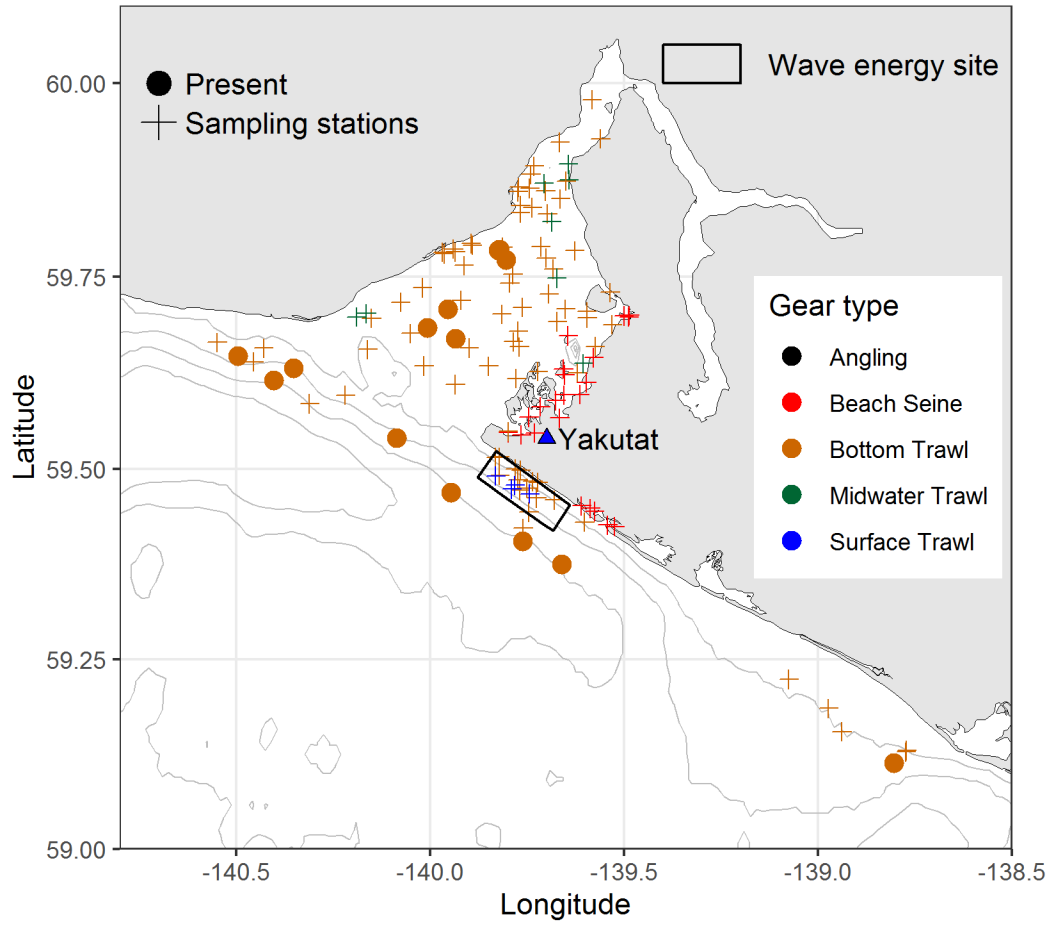 Present
Sampling stations
Wave energy site
60.00
59.75
59.50
59.25
59.00
Latitude
Yakutat
Gear type
Angling
Beach Seine
Bottom Trawl
Midwater Trawl
Surface Trawl
-140.5
-140.0
-139.5
-139.0
-138.5
Longitude